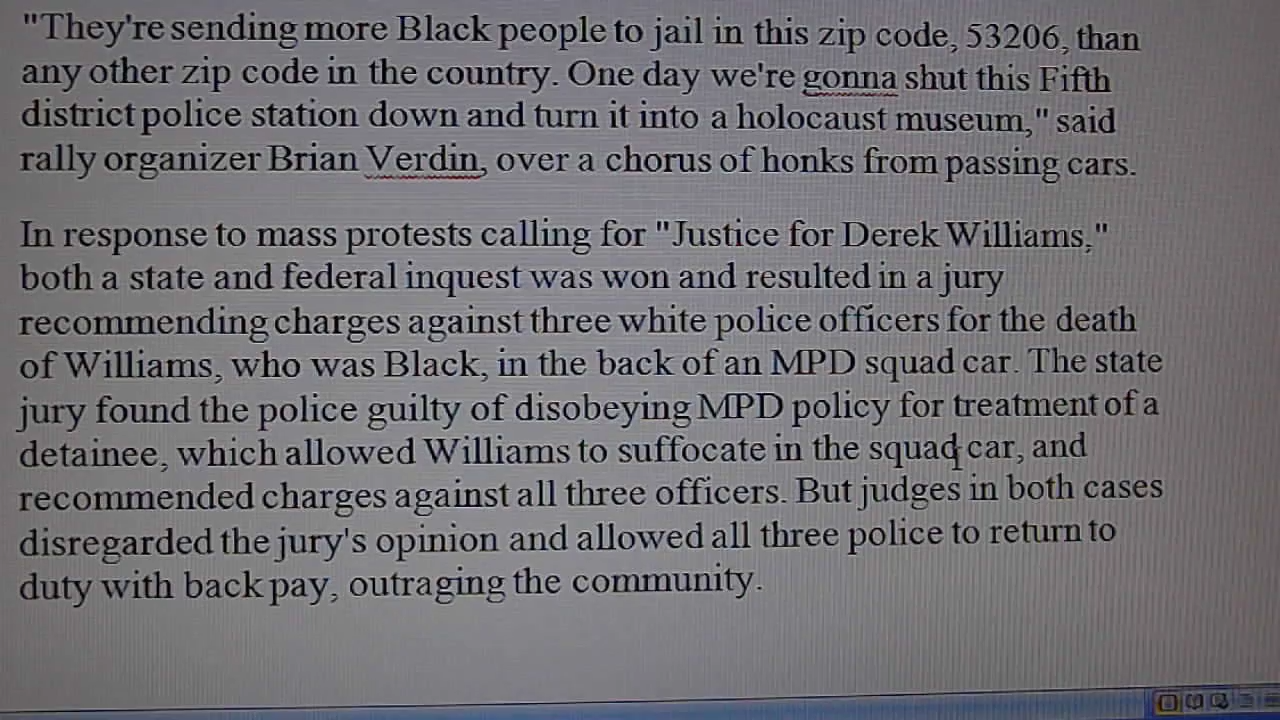 "They're sending more Black people to jail in this zip code, 53206, than
any other zip code in the country. One day we're gonna shut this Fifth
district police station down and turn it into a holocaust museum," said
rally organizer Brian Verdin, over a chorus of honks from passing cars.
In response to mass protests calling for "Justice for Derek Williams,"
both a state and federal inquest was won and resulted in a jury
recommending charges against three white police officers for the death
of Williams, who was Black, in the back of an MPD squad car. The state
jury found the police guilty of disobeying MPD policy for treatment of a
detainee, which allowed Williams to suffocate in the squad car, and
recommended charges against all three officers. But judges in both cases
disregarded the jury's opinion and allowed all three police to return to
duty with back pay, outraging the community.